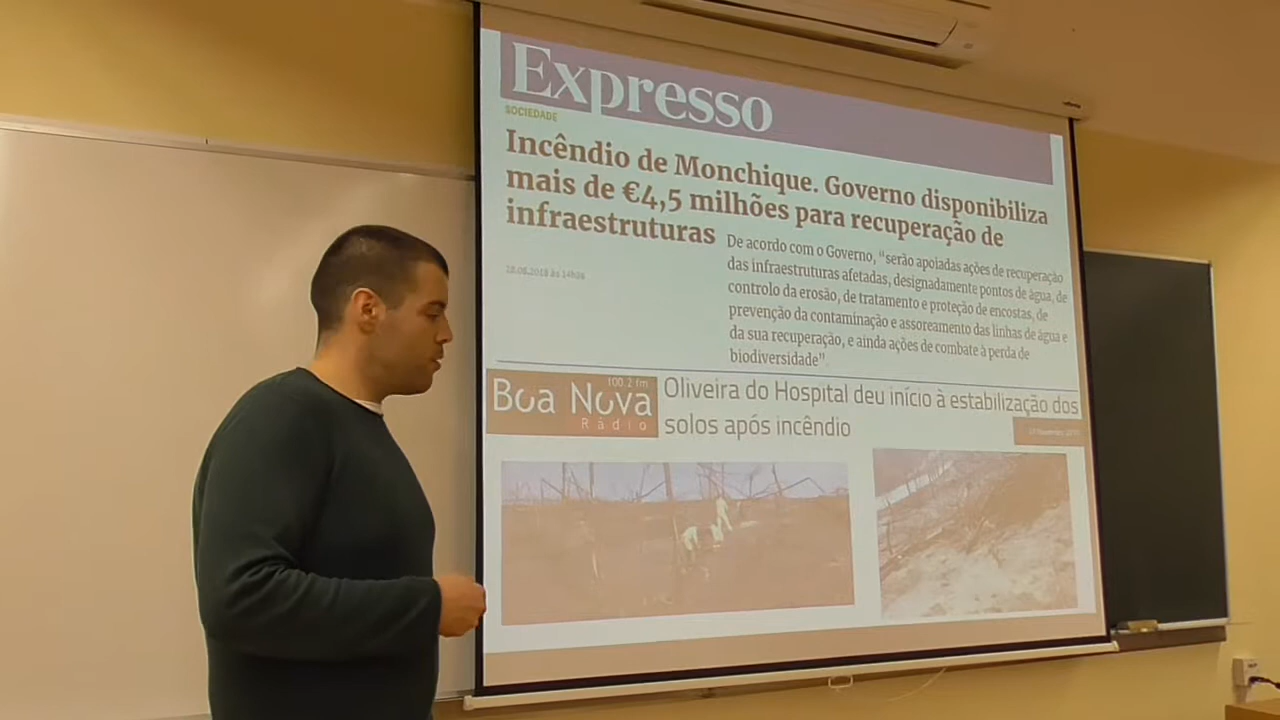 Expresso
SOCIEDADE
Incêndio de Monchique. Governo disponibiliza
mais de €4,5 milhões para recuperação de
infraestruturas
De acordo com o Governo, “serão apoiadas ações de recuperação
das infraestruturas afetadas, designadamente pontos de água, de
controlo da erosão, de tratamento e proteção de encostas, de
prevenção da contaminação e assoreamento das linhas de água e
da sua recuperação, e ainda ações de combate à perda de
biodiversidade”.
100.2 fm
Boa Nova
Rádio
Oliveira do Hospital deu início à estabilização dos
solos após incêndio